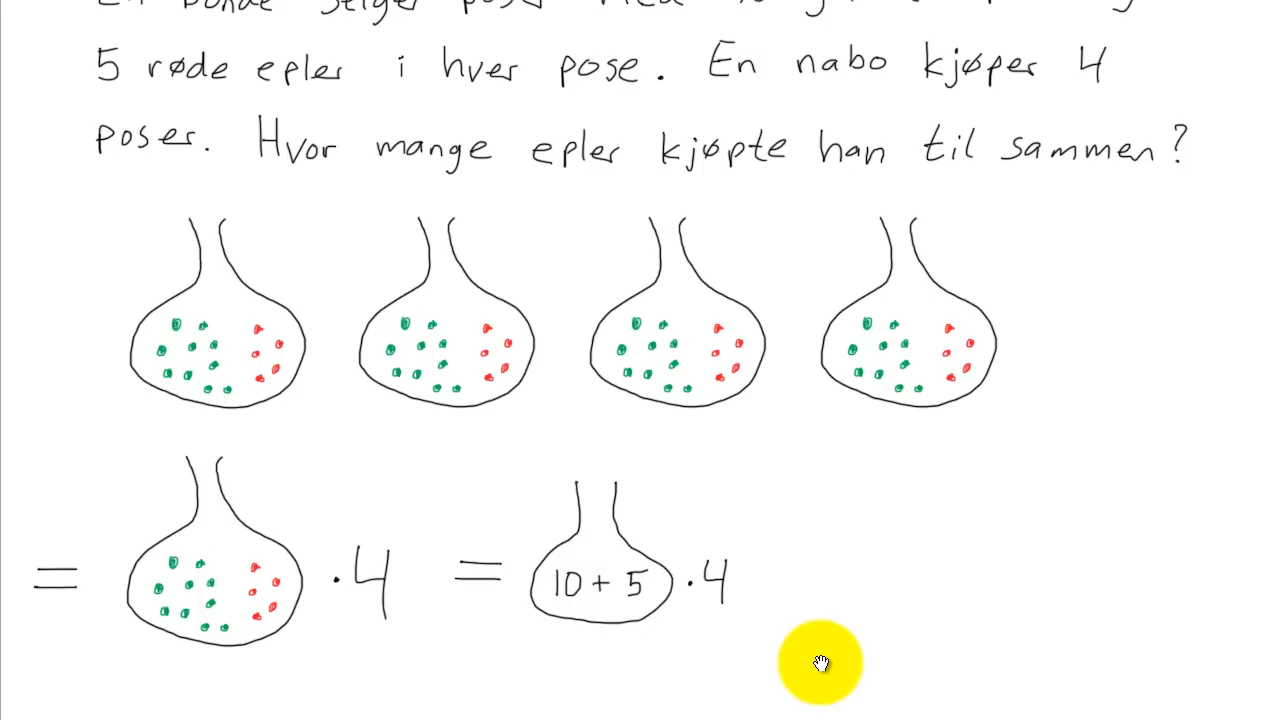 5 røde epler i hver pose. En nabo kjøper 4
poser. Hvor mange epler kjøpte han til sammen?
= · 4 = 10 + 5 · 4